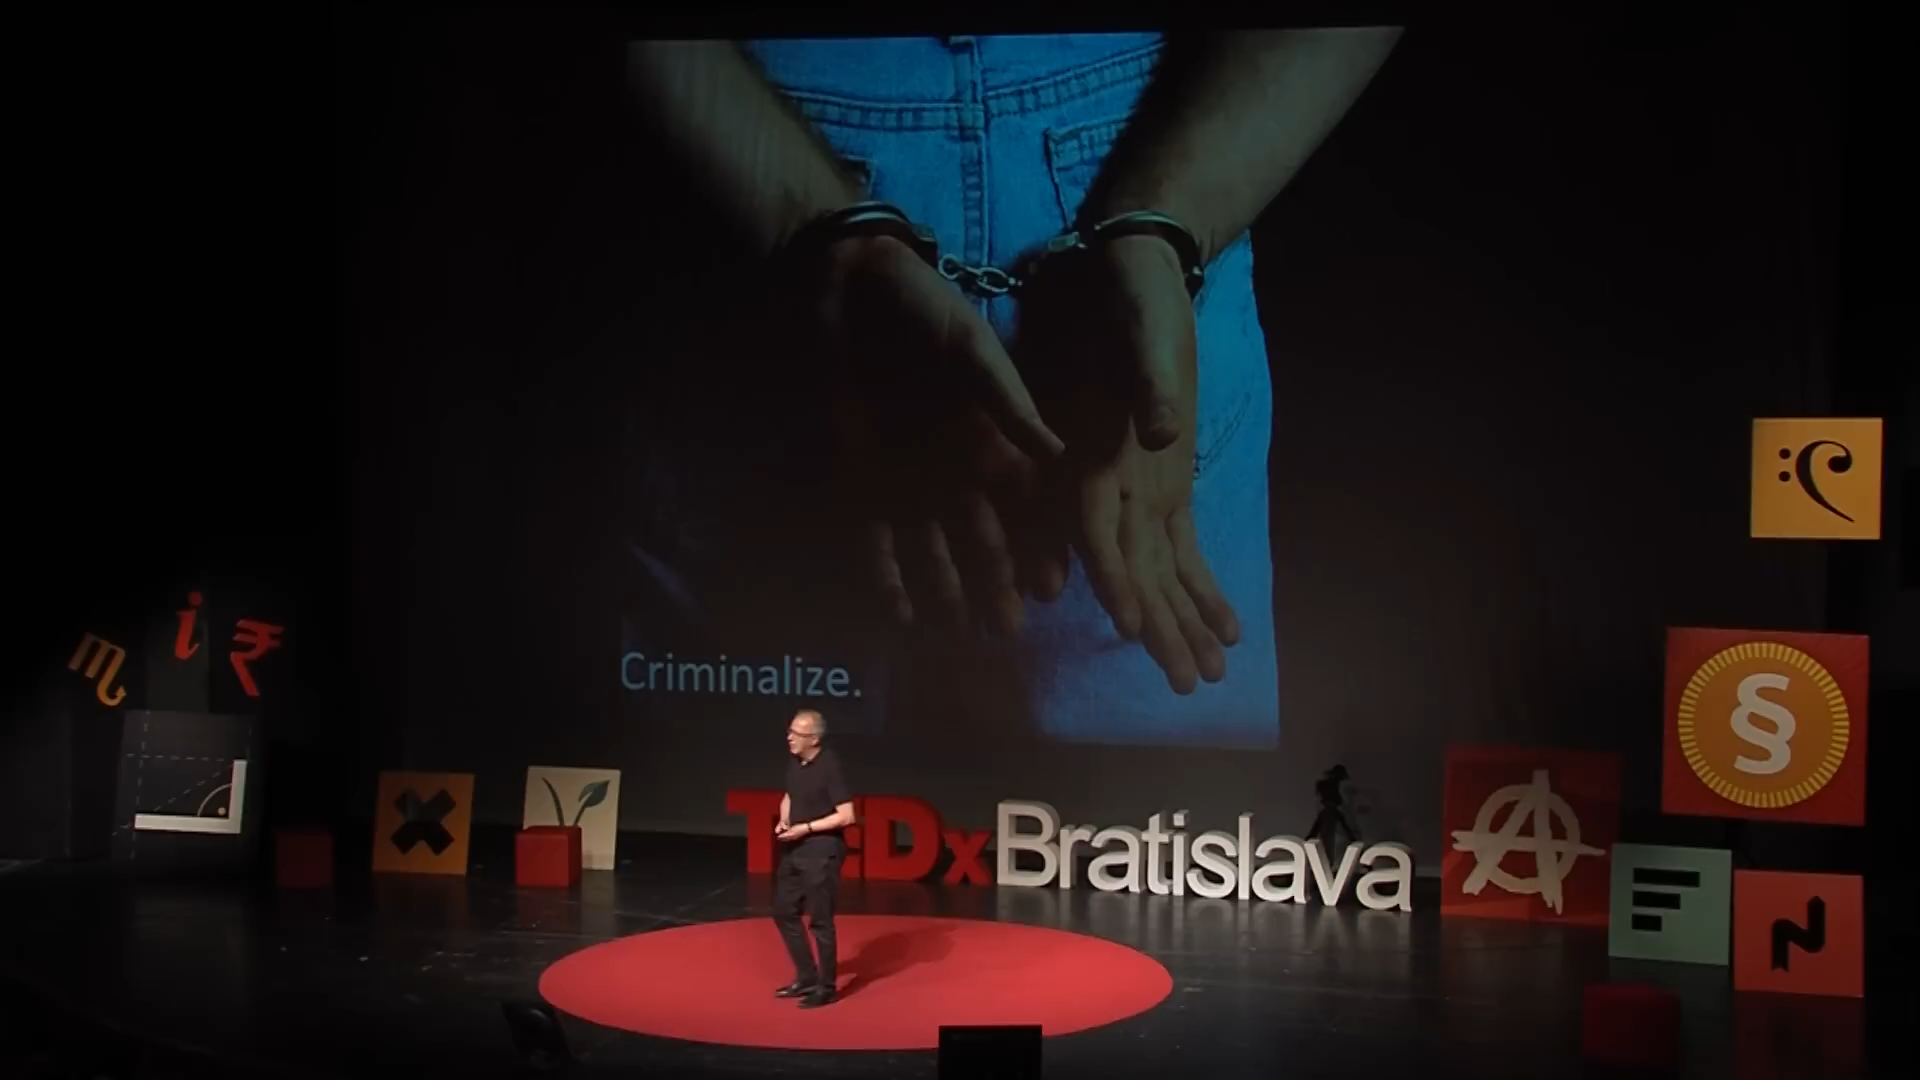 Criminalize.
TEDxBratislava
m
i
₹
§